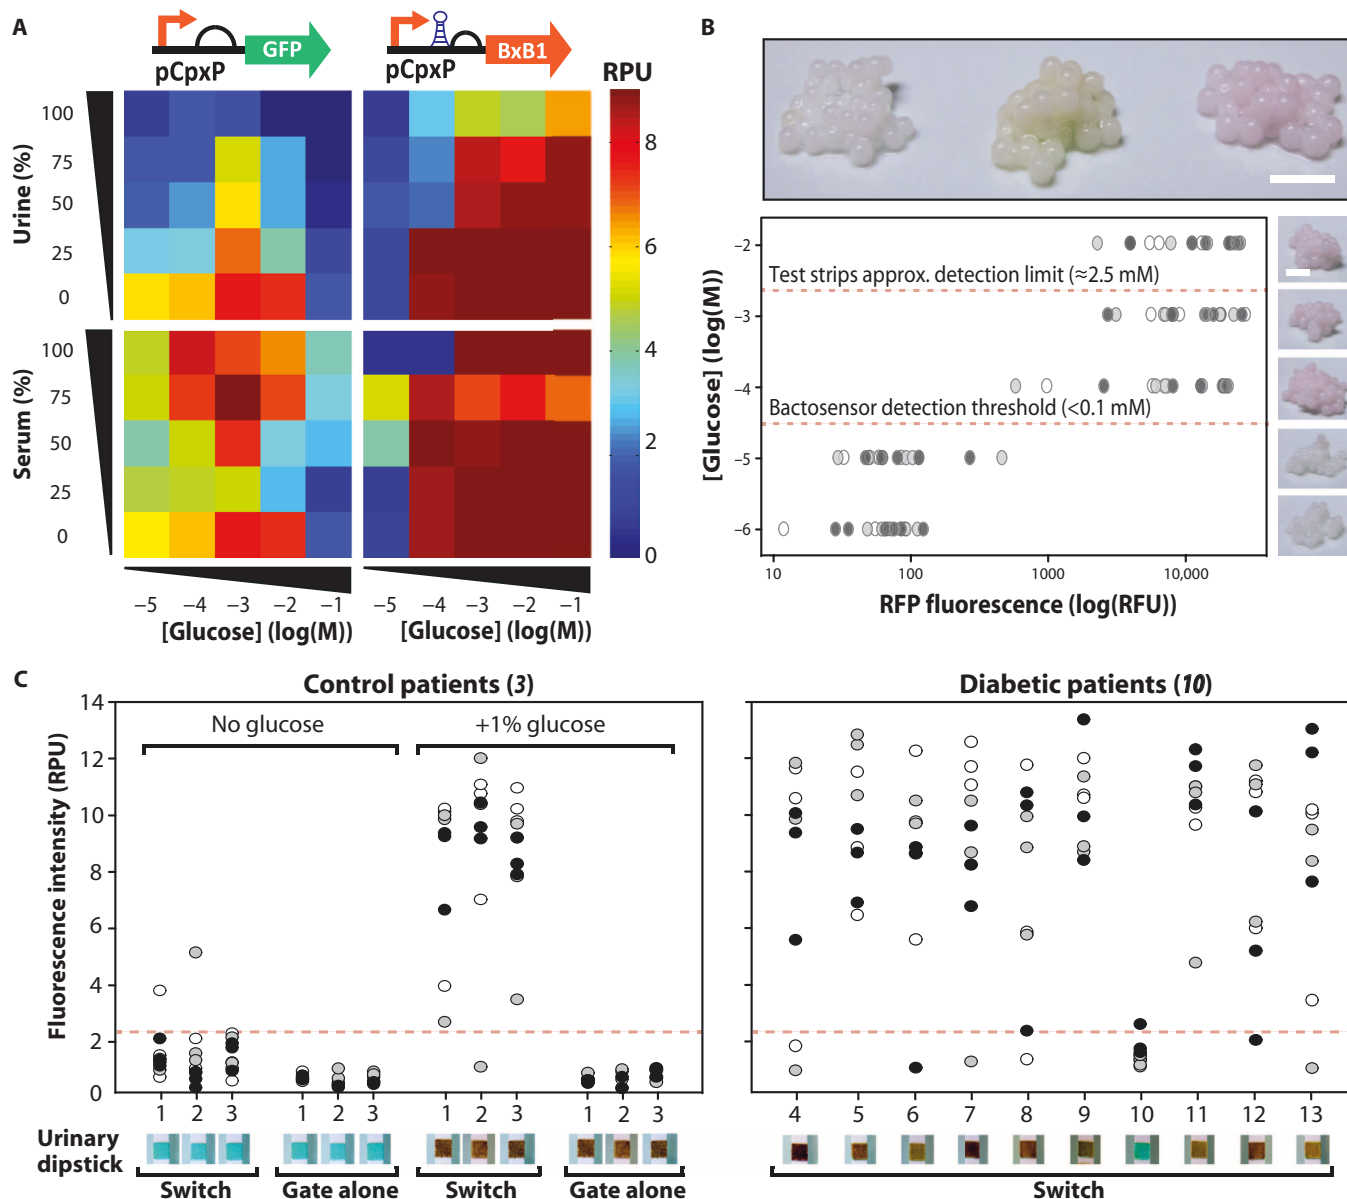 A
GFP
pCpxP
BxB1
pCpxP
RPU
8
6
4
2
0
Urine (%)
100
75
50
25
0
Serum (%)
100
75
50
25
0
−5 −4 −3 −2 −1
[Glucose] (log(M))
−5 −4 −3 −2 −1
[Glucose] (log(M))
B
[Glucose] (log(M))
−2
Test strips approx. detection limit (≈2.5 mM)
−3
−4
Bactosensor detection threshold (<0.1 mM)
−5
−6
10 100 1000 10,000
RFP fluorescence (log(RFU))
C
Control patients (3)
No glucose
+1% glucose
Fluorescence intensity (RPU)
14
12
10
8
6
4
2
0
1 2 3 1 2 3 1 2 3 1 2 3
Urinary
dipstick
Switch Gate alone Switch Gate alone
Diabetic patients (10)
4 5 6 7 8 9 10 11 12 13
Switch